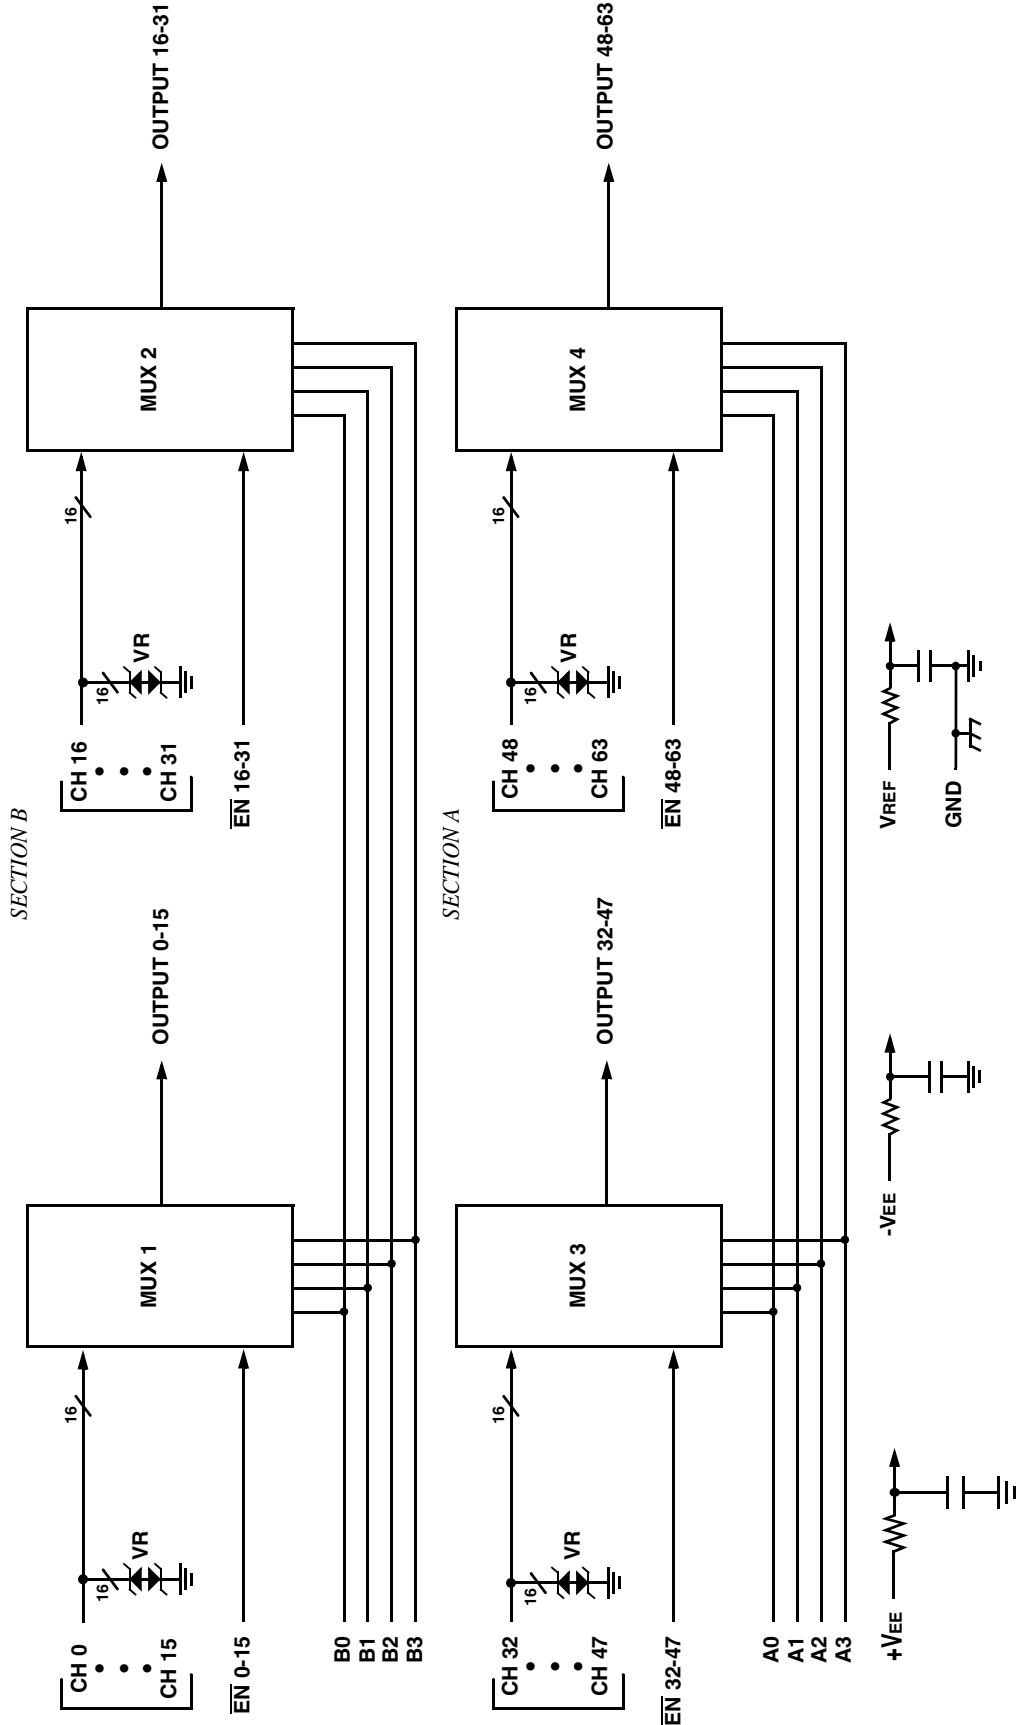 SECTION B
CH 0
CH 15
16
VR
16
EN 0-15
MUX 1
OUTPUT 0-15
B0
B1
B2
B3
CH 16
CH 31
16
VR
16
EN 16-31
MUX 2
OUTPUT 16-31
SECTION A
CH 32
CH 47
16
VR
16
EN 32-47
MUX 3
OUTPUT 32-47
A0
A1
A2
A3
CH 48
CH 63
16
VR
16
EN 48-63
MUX 4
OUTPUT 48-63
+VEE
-VEE
VREF
GND